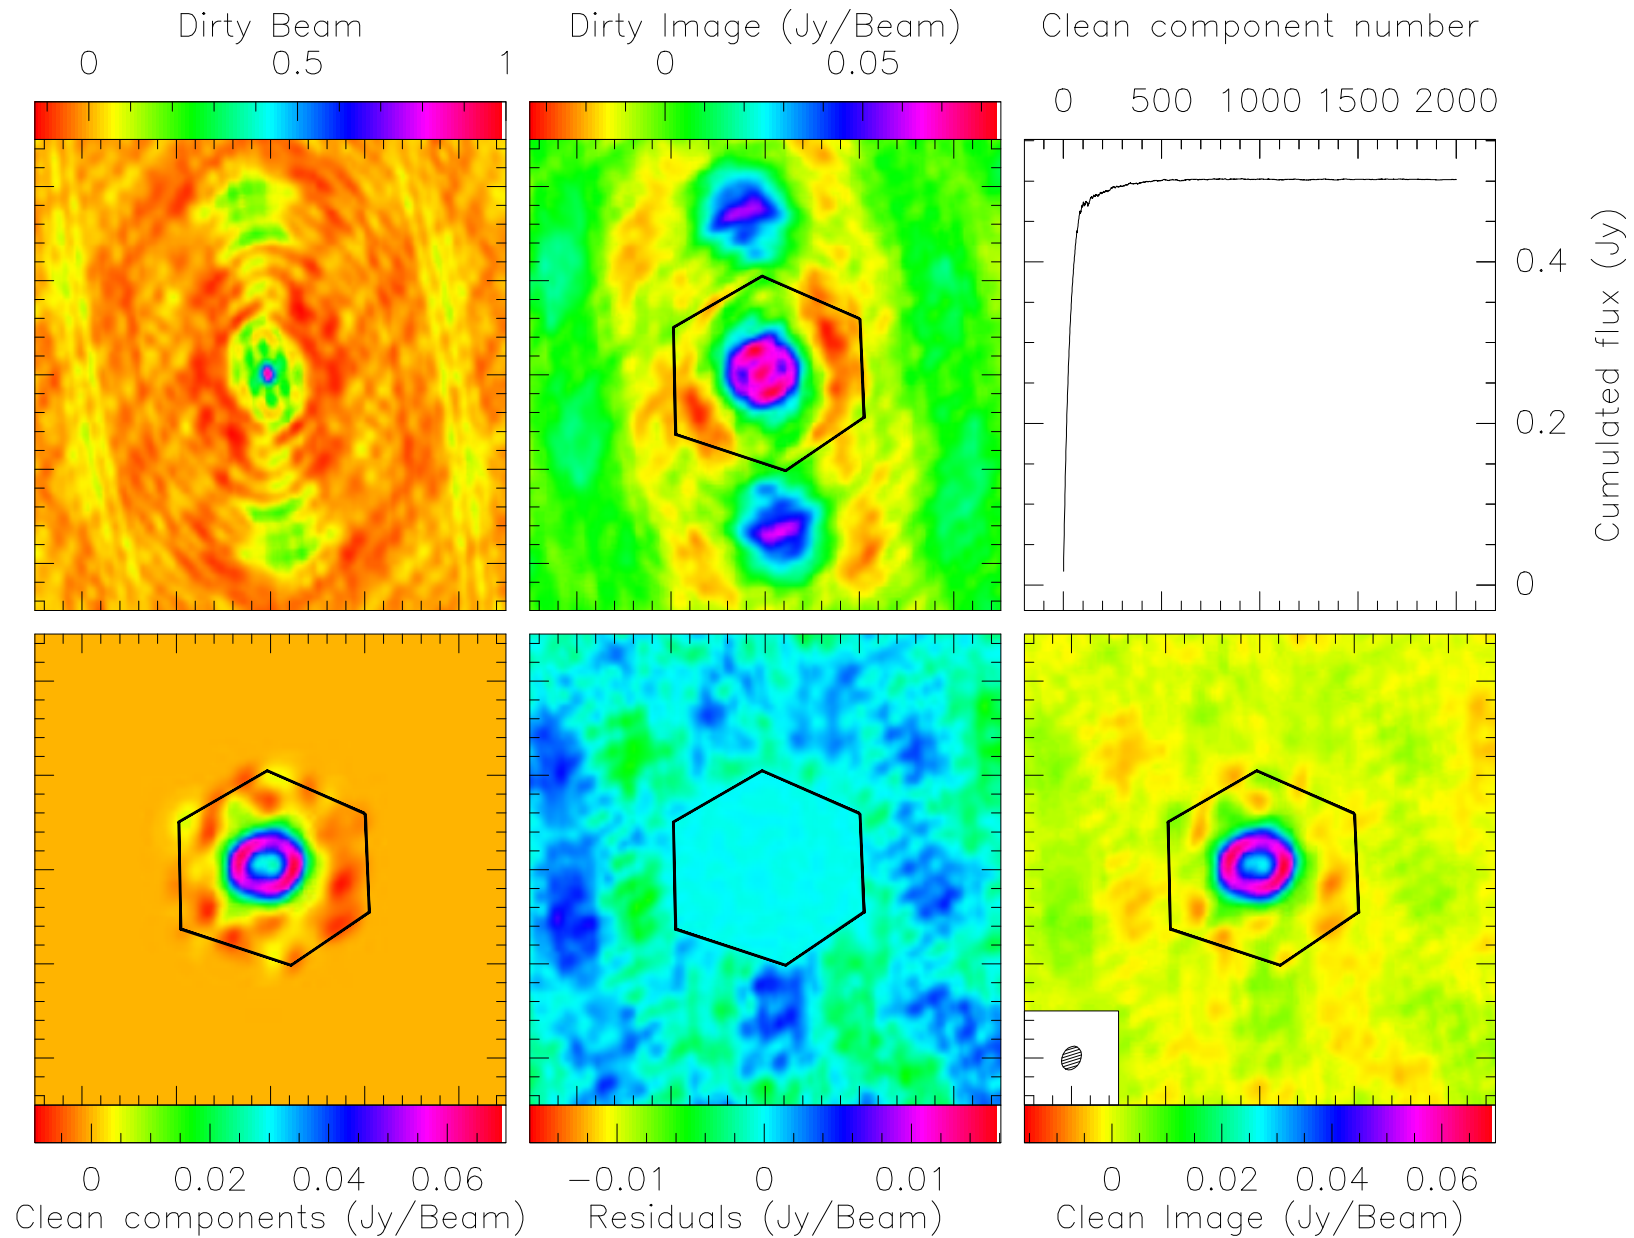 Dirty Beam
0 0.5 1
Dirty Image (Jy/Beam)
0 0.05
Clean component number
0 500 1000 1500 2000
0.4
0.2
0
Cumulated flux (Jy)
0 0.02 0.04 0.06
Clean components (Jy/Beam)
−0.01 0 0.01
Residuals (Jy/Beam)
0 0.02 0.04 0.06
Clean Image (Jy/Beam)